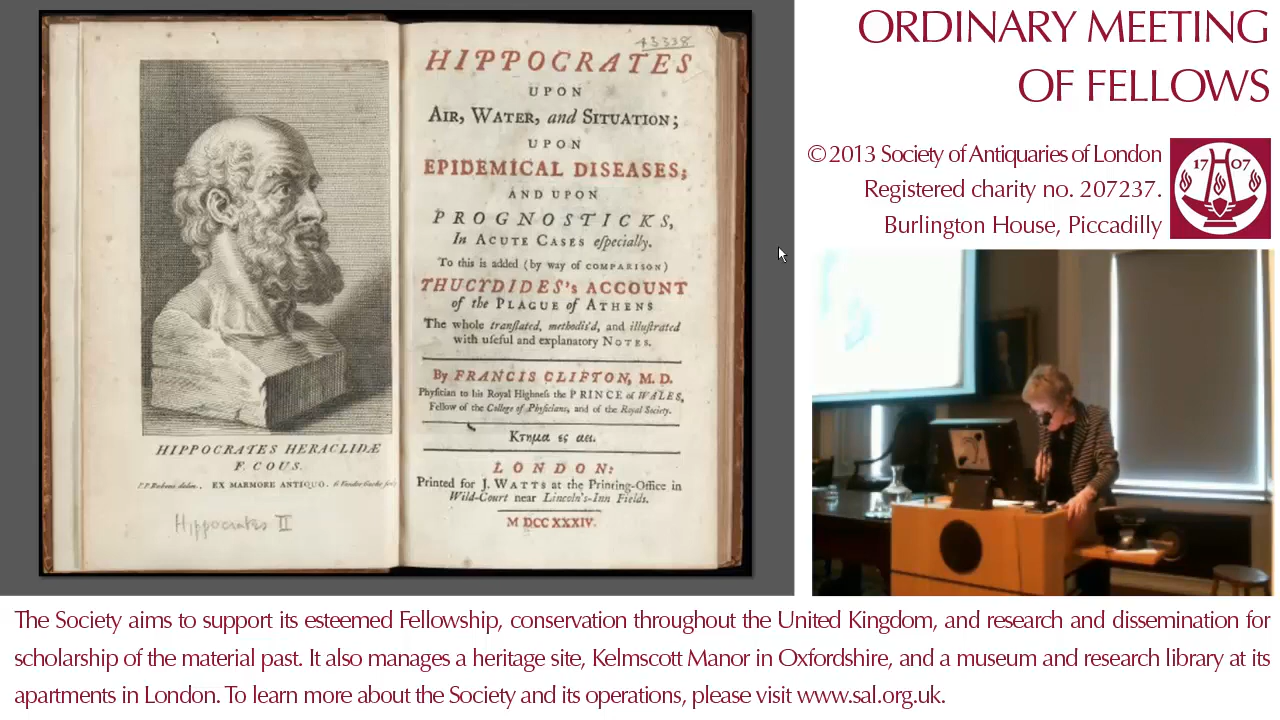 HIPPOCRATES HERACLIDÆ
F. COUS.
EX MARMORE ANTIQUO.
Hippocrates II
43338
HIPPOCRATES
UPON
AIR, WATER, and SITUATION;
UPON
EPIDEMICAL DISEASES;
AND UPON
PROGNOSTICKS,
In ACUTE CASES eſpecially.
To this is added (by way of COMPARISON)
THUCYDIDES's ACCOUNT
of the PLAGUE of ATHENS
The whole tranſlated, methodis'd, and illuſtrated
with uſeful and explanatory NOTES.
By FRANCIS CLIFTON, M. D.
Phyſitian to his Royal Highneſs the PRINCE of WALES,
Fellow of the College of Phyſicians, and of the Royal Society.
Κτημα ες αει.
LONDON:
Printed for J. WATTS at the Printing-Office in
Wild-Court near Lincoln's-Inn Fields.
M DCC XXXIV.
ORDINARY MEETING
OF FELLOWS
© 2013 Society of Antiquaries of London
Registered charity no. 207237.
Burlington House, Piccadilly
17 07
The Society aims to support its esteemed Fellowship, conservation throughout the United Kingdom, and research and dissemination for
scholarship of the material past. It also manages a heritage site, Kelmscott Manor in Oxfordshire, and a museum and research library at its
apartments in London. To learn more about the Society and its operations, please visit www.sal.org.uk.